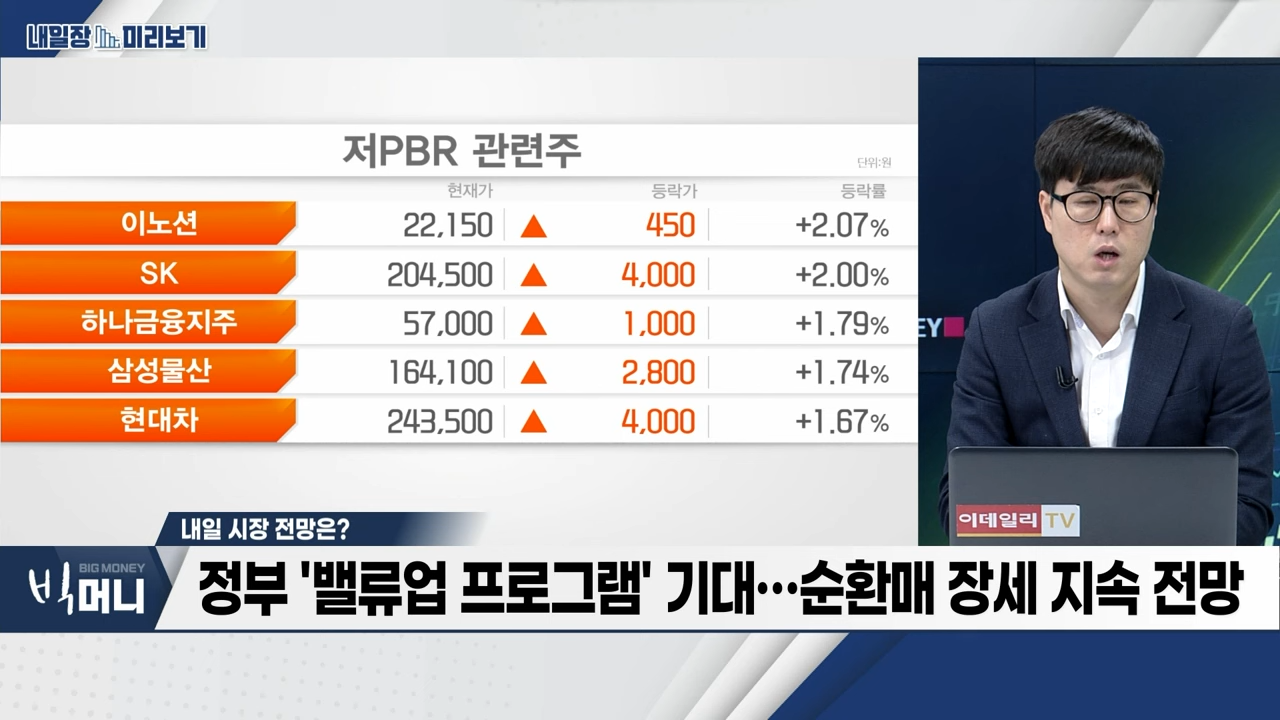 내일장 미리보기
저PBR 관련주
단위:원
현재가 등락가 등락률
이노션 22,150 ▲ 450 +2.07%
SK 204,500 ▲ 4,000 +2.00%
하나금융지주 57,000 ▲ 1,000 +1.79%
삼성물산 164,100 ▲ 2,800 +1.74%
현대차 243,500 ▲ 4,000 +1.67%
EY
이데일리TV
내일 시장 전망은?
BIG MONEY
빅머니
정부 '밸류업 프로그램' 기대…순환매 장세 지속 전망